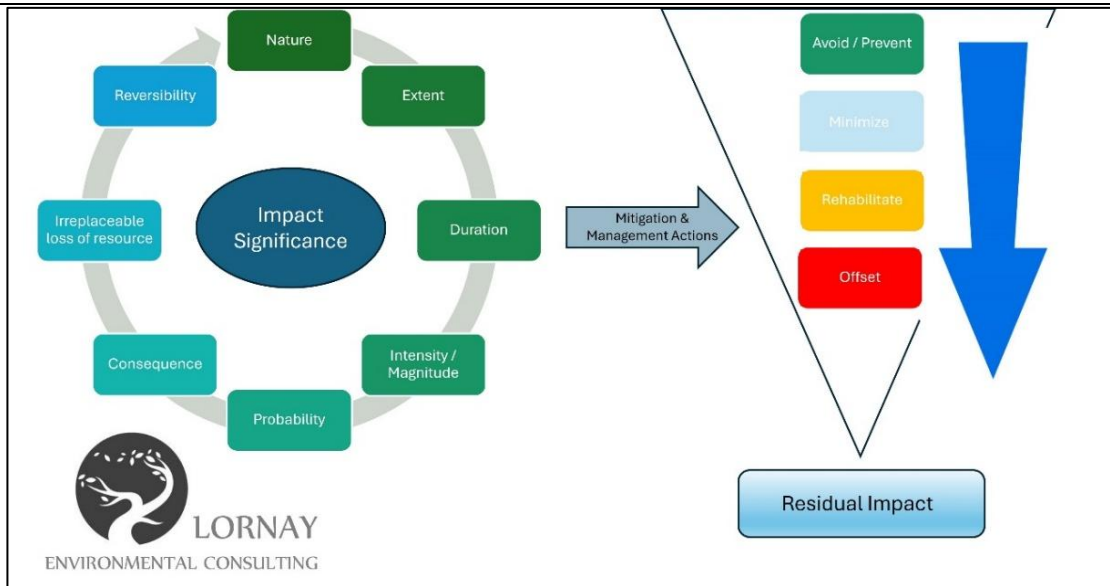 Nature
Extent
Duration
Intensity /
Magnitude
Probability
Consequence
Irreplaceable
loss of resource
Reversibility
Impact
Significance
Mitigation &
Management Actions
Avoid / Prevent
Minimize
Rehabilitate
Offset
Residual Impact
LORNAY
ENVIRONMENTAL CONSULTING